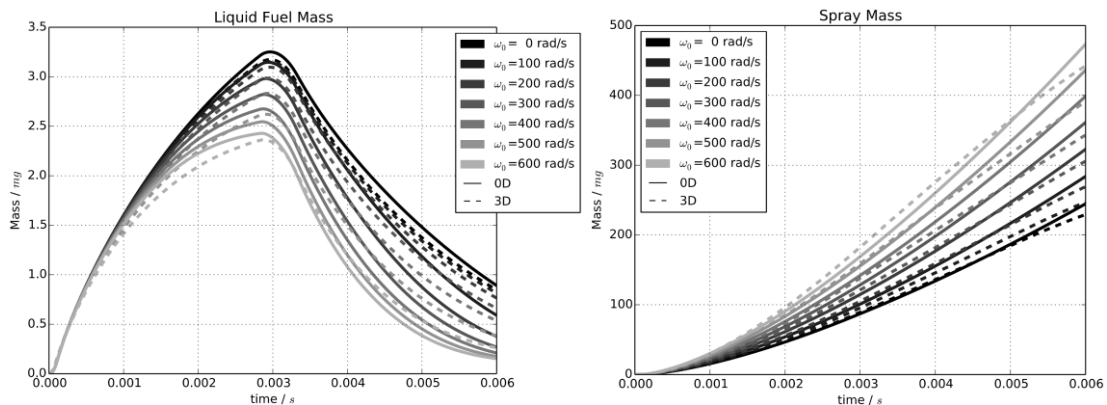 Liquid Fuel Mass
3.5
3.0
2.5
2.0
1.5
1.0
0.5
0.0
Mass / mg
0.000 0.001 0.002 0.003 0.004 0.005 0.006
time / s
ω₀= 0 rad/s
ω₀=100 rad/s
ω₀=200 rad/s
ω₀=300 rad/s
ω₀=400 rad/s
ω₀=500 rad/s
ω₀=600 rad/s
0D
3D
Spray Mass
500
400
300
200
100
0
Mass / mg
0.000 0.001 0.002 0.003 0.004 0.005 0.006
time / s
ω₀= 0 rad/s
ω₀=100 rad/s
ω₀=200 rad/s
ω₀=300 rad/s
ω₀=400 rad/s
ω₀=500 rad/s
ω₀=600 rad/s
0D
3D